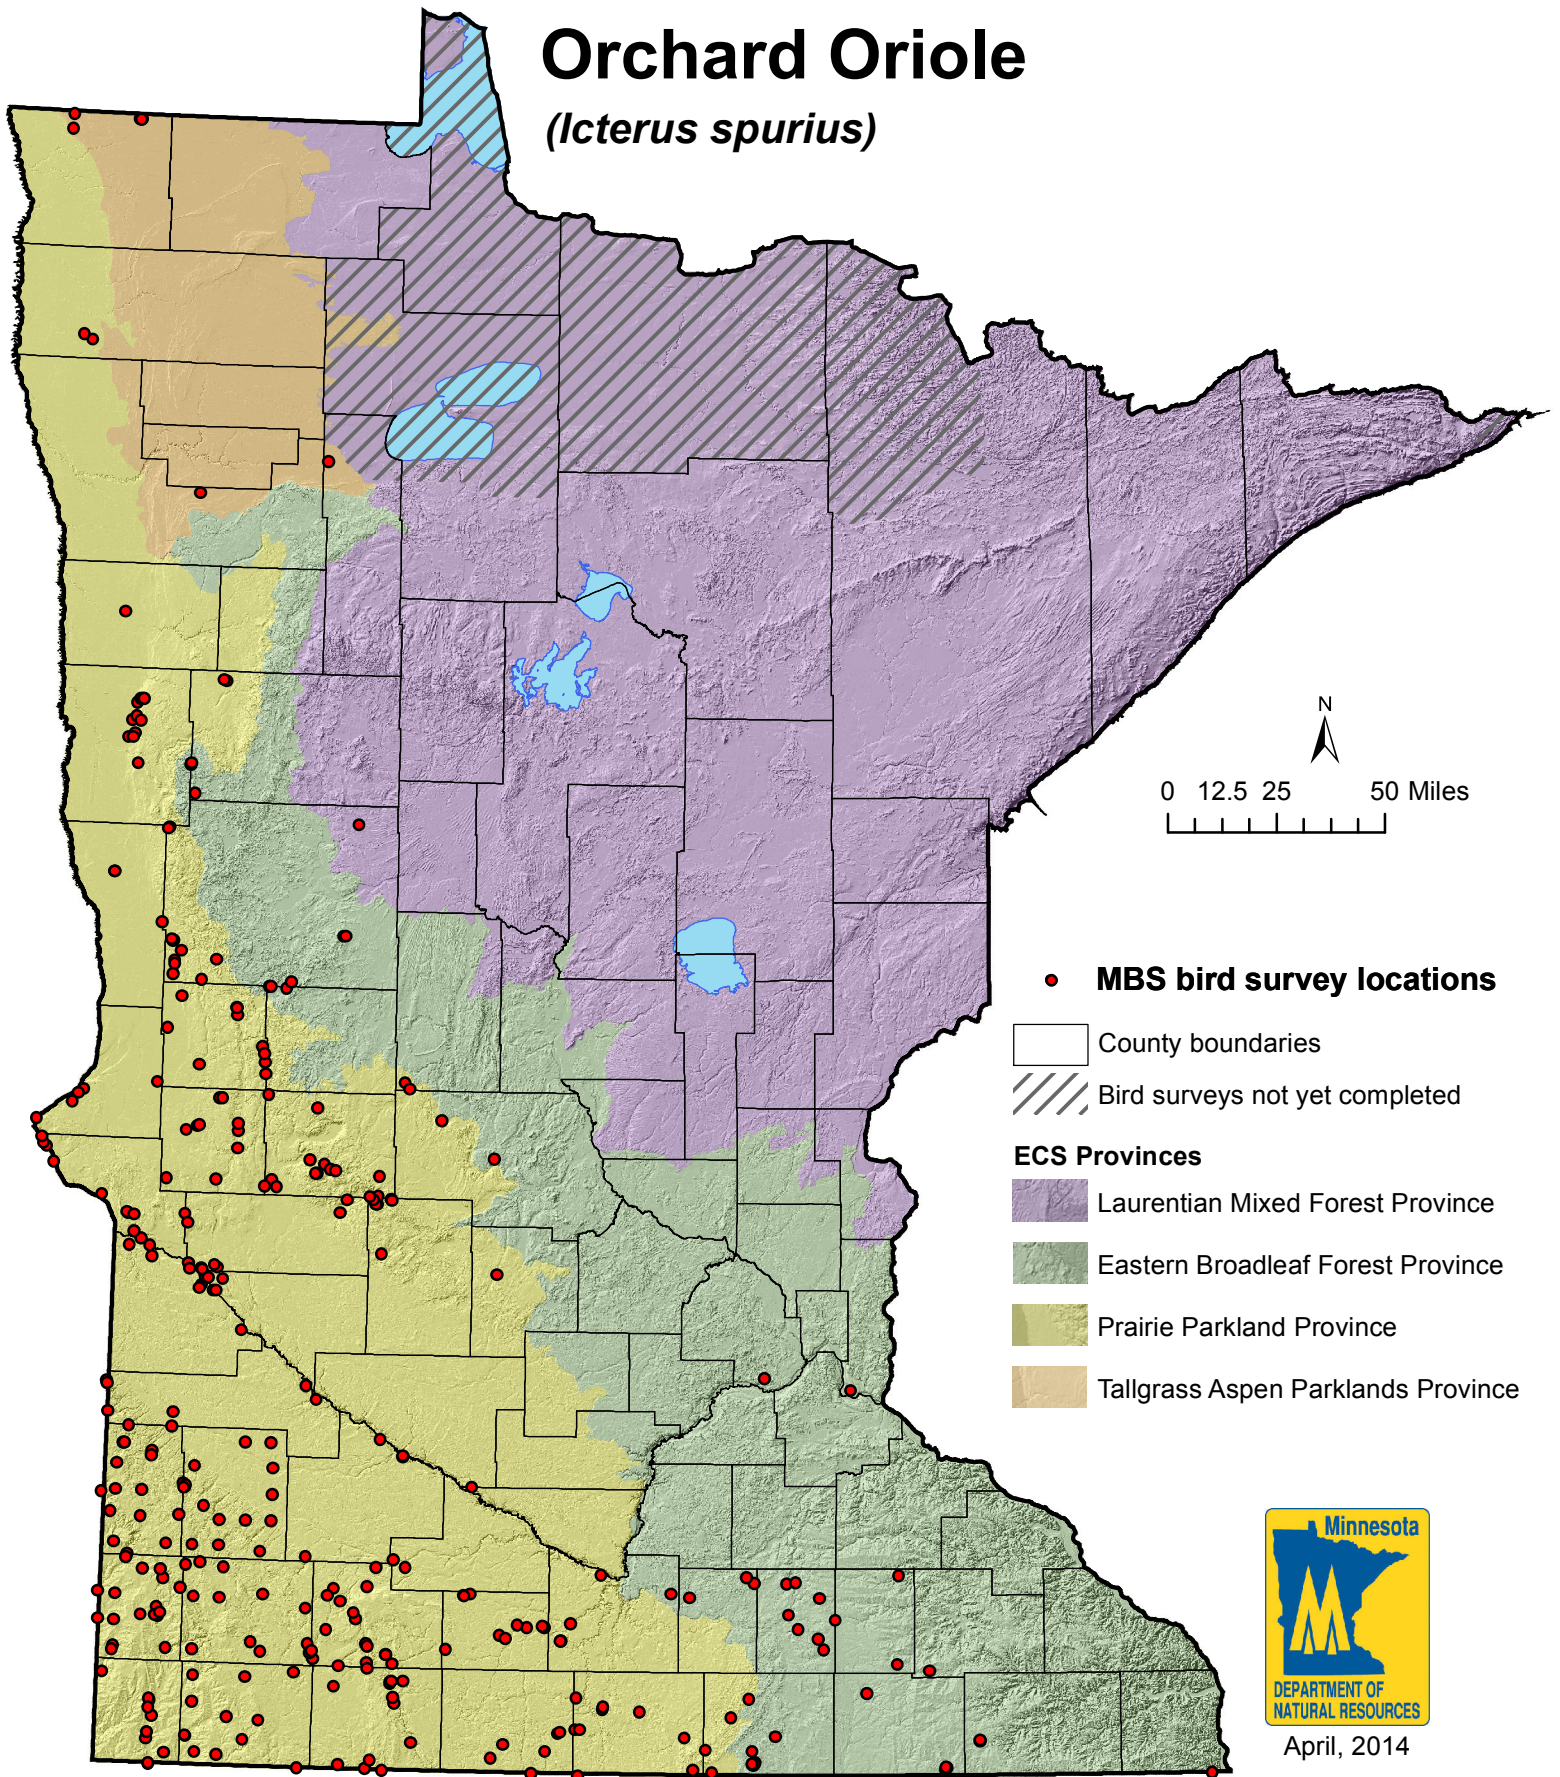 Orchard Oriole
(Icterus spurius)
N
0 12.5 25 50 Miles
MBS bird survey locations
County boundaries
Bird surveys not yet completed
ECS Provinces
Laurentian Mixed Forest Province
Eastern Broadleaf Forest Province
Prairie Parkland Province
Tallgrass Aspen Parklands Province
Minnesota
DEPARTMENT OF
NATURAL RESOURCES
April, 2014